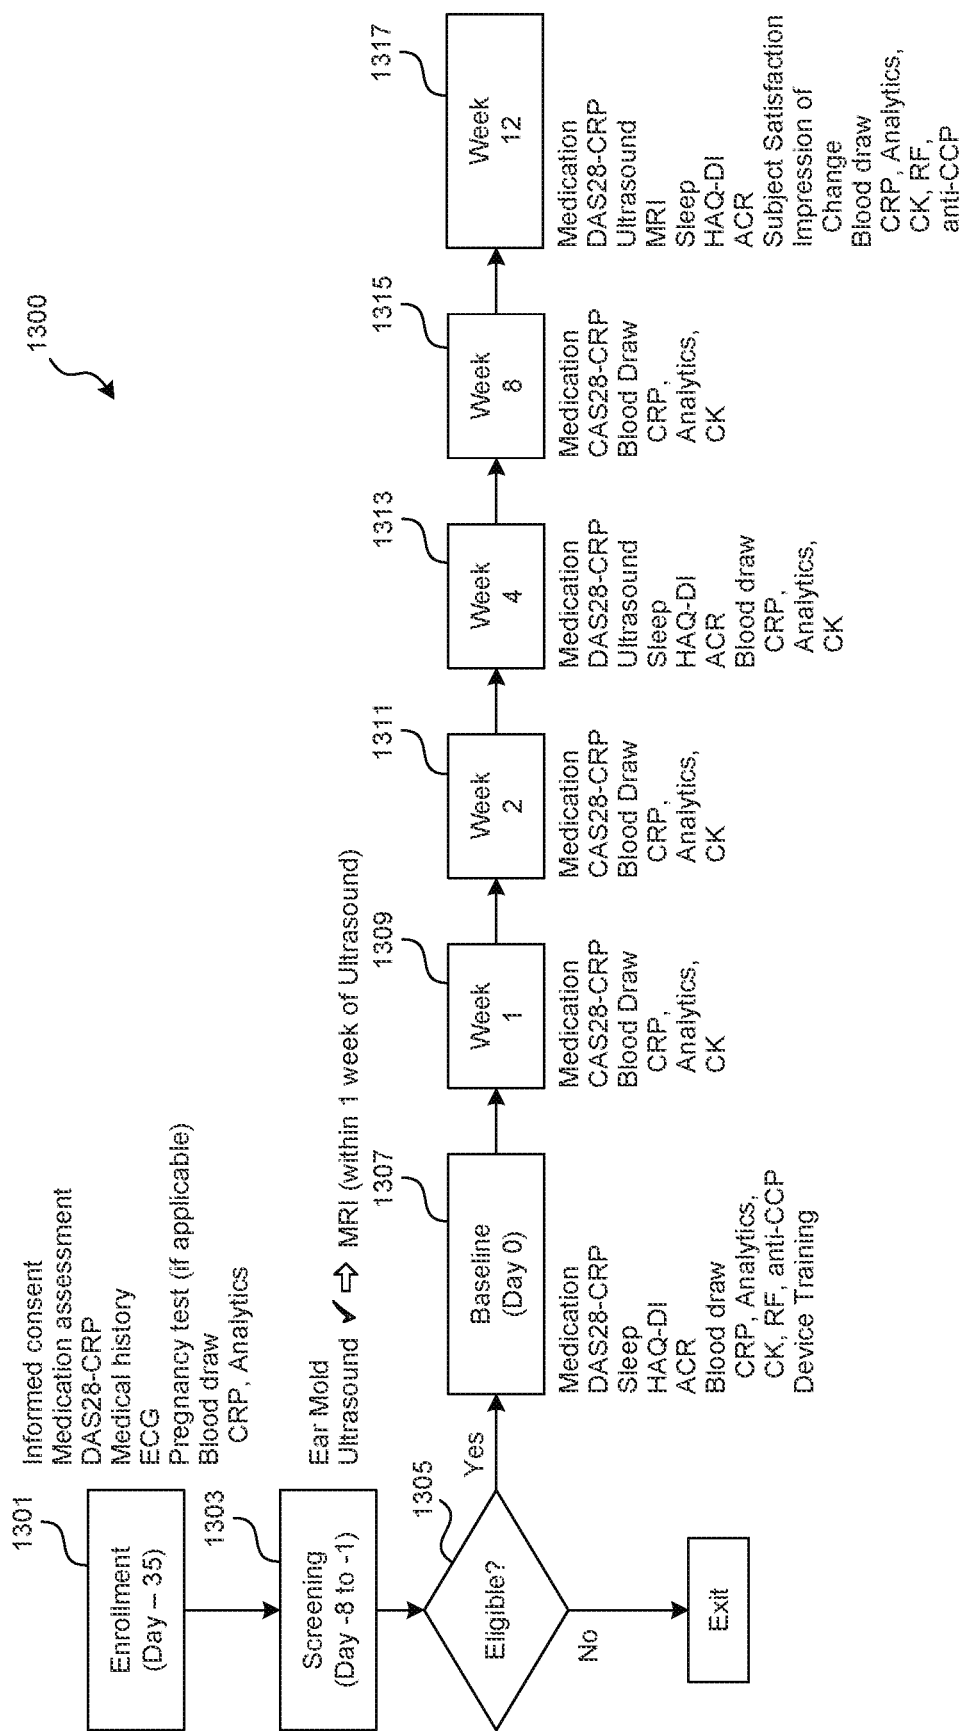 1300
1301
Enrollment
(Day – 35)
Informed consent
Medication assessment
DAS28-CRP
Medical history
ECG
Pregnancy test (if applicable)
Blood draw
CRP, Analytics
1303
Screening
(Day -8 to -1)
Ear Mold
Ultrasound ✔ ⇨ MRI (within 1 week of Ultrasound)
1305
Eligible?
Yes
No
Exit
1307
Baseline
(Day 0)
Medication
DAS28-CRP
Sleep
HAQ-DI
ACR
Blood draw
CRP, Analytics,
CK, RF, anti-CCP
Device Training
1309
Week
1
Medication
CAS28-CRP
Blood Draw
CRP,
Analytics,
CK
1311
Week
2
Medication
CAS28-CRP
Blood Draw
CRP,
Analytics,
CK
1313
Week
4
Medication
DAS28-CRP
Ultrasound
Sleep
HAQ-DI
ACR
Blood draw
CRP,
Analytics,
CK
1315
Week
8
Medication
CAS28-CRP
Blood Draw
CRP,
Analytics,
CK
1317
Week
12
Medication
DAS28-CRP
Ultrasound
MRI
Sleep
HAQ-DI
ACR
Subject Satisfaction
Impression of
Change
Blood draw
CRP, Analytics,
CK, RF,
anti-CCP